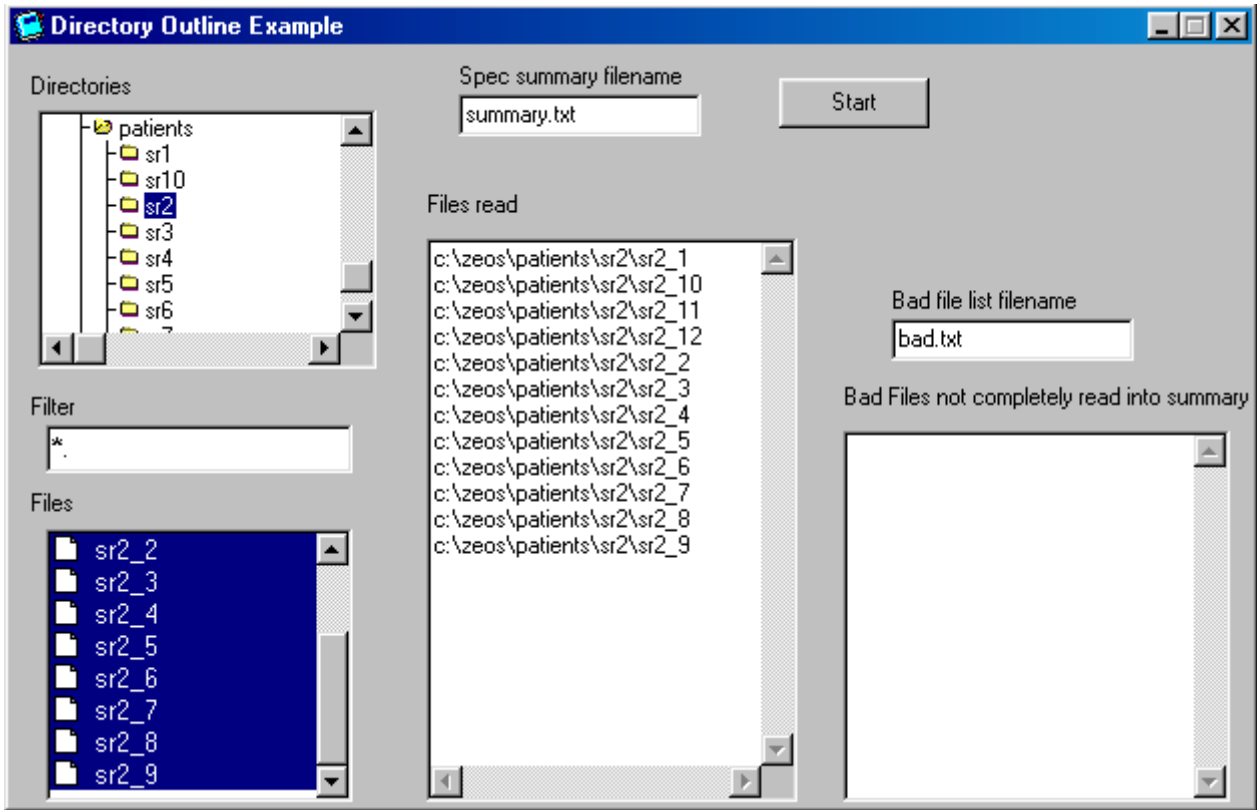 Directory Outline Example
Directories
patients
sr1
sr10
sr2
sr3
sr4
sr5
sr6
Filter
*.
Files
sr2_2
sr2_3
sr2_4
sr2_5
sr2_6
sr2_7
sr2_8
sr2_9
Spec summary filename
summary.txt
Start
Files read
c:\zeos\patients\sr2\sr2_1
c:\zeos\patients\sr2\sr2_10
c:\zeos\patients\sr2\sr2_11
c:\zeos\patients\sr2\sr2_12
c:\zeos\patients\sr2\sr2_2
c:\zeos\patients\sr2\sr2_3
c:\zeos\patients\sr2\sr2_4
c:\zeos\patients\sr2\sr2_5
c:\zeos\patients\sr2\sr2_6
c:\zeos\patients\sr2\sr2_7
c:\zeos\patients\sr2\sr2_8
c:\zeos\patients\sr2\sr2_9
Bad file list filename
bad.txt
Bad Files not completely read into summary